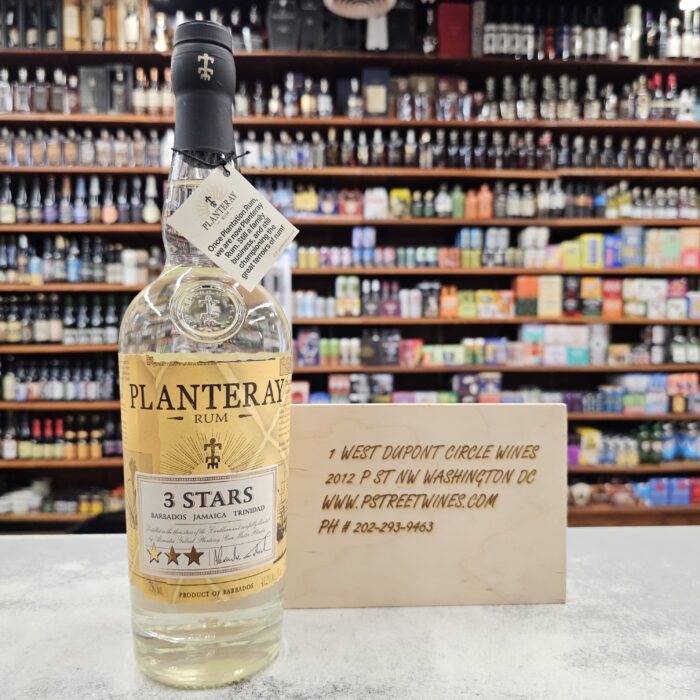 PLANTERAY
RUM
Once Plantation Rum,
we are now Planteray
Rum. Still a family
business, and still
championing the
great terroirs of rum!
PLANTERAY
RUM
3 STARS
BARBADOS JAMAICA TRINIDAD
PRODUCT OF BARBADOS
1 WEST DUPONT CIRCLE WINES
2012 P ST NW WASHINGTON DC
WWW.PSTREETWINES.COM
PH # 202-293-9463